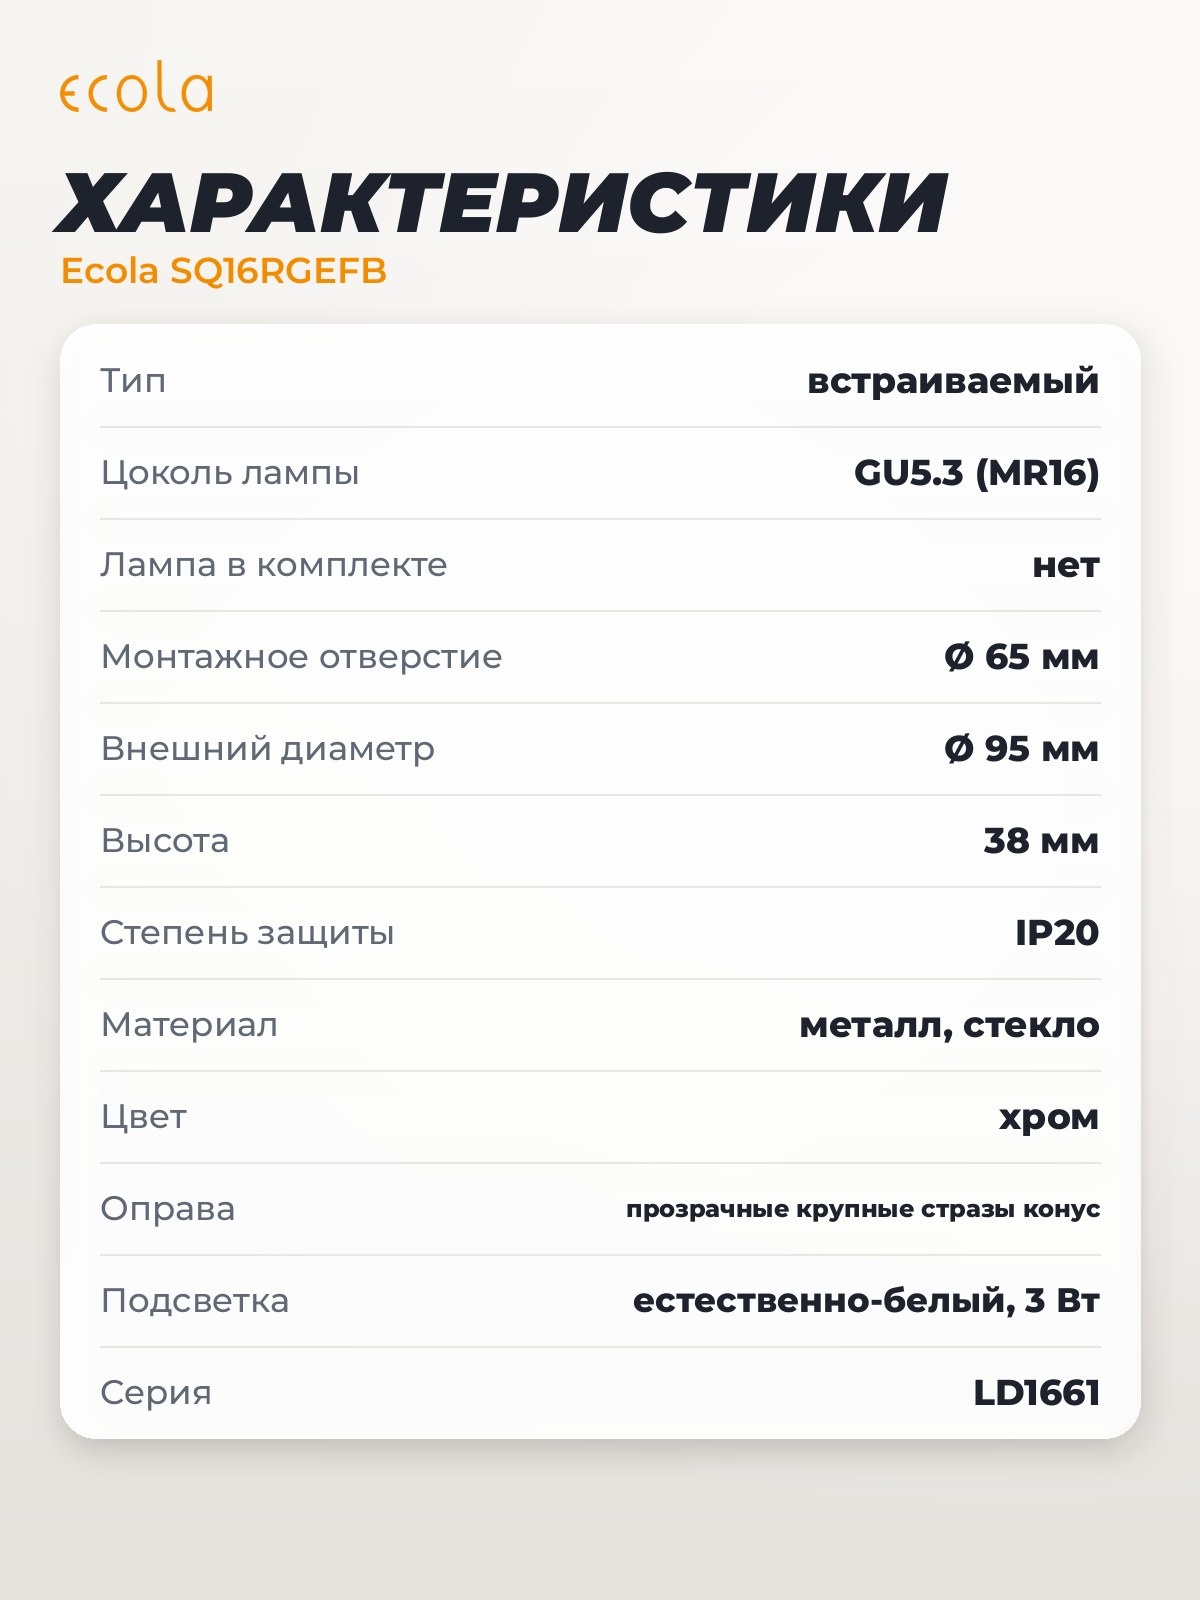 ecola
ХАРАКТЕРИСТИКИ
Ecola SQ16RGEFB
Тип встраиваемый
Цоколь лампы GU5.3 (MR16)
Лампа в комплекте нет
Монтажное отверстие Ø 65 мм
Внешний диаметр Ø 95 мм
Высота 38 мм
Степень защиты IP20
Материал металл, стекло
Цвет хром
Оправа прозрачные крупные стразы конус
Подсветка естественно-белый, 3 Вт
Серия LD1661